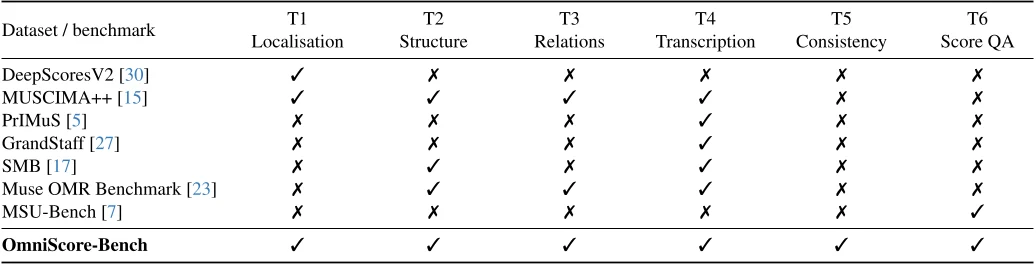 Dataset / benchmark T1 T2 T3 T4 T5 T6
Localisation Structure Relations Transcription Consistency Score QA
DeepScoresV2 [30] ✓ ✗ ✗ ✗ ✗ ✗
MUSCIMA++ [15] ✓ ✓ ✓ ✓ ✗ ✗
PrIMuS [5] ✗ ✗ ✗ ✓ ✗ ✗
GrandStaff [27] ✗ ✗ ✗ ✓ ✗ ✗
SMB [17] ✗ ✓ ✗ ✓ ✗ ✗
Muse OMR Benchmark [23] ✗ ✓ ✓ ✓ ✗ ✗
MSU-Bench [7] ✗ ✗ ✗ ✗ ✗ ✓
OmniScore-Bench ✓ ✓ ✓ ✓ ✓ ✓